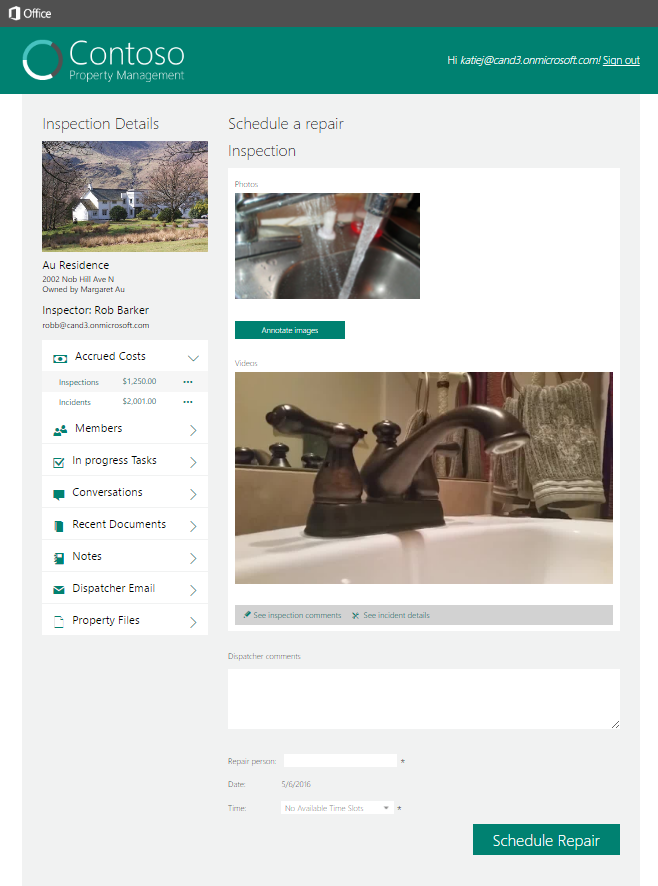 Office
Contoso
Property Management
Hi katiej@cand3.onmicrosoft.com! Sign out
Inspection Details
Au Residence
2002 Nob Hill Ave N
Owned by Margaret Au
Inspector: Rob Barker
robb@cand3.onmicrosoft.com
Accrued Costs
Inspections $1,250.00
Incidents $2,001.00
Members
In progress Tasks
Conversations
Recent Documents
Notes
Dispatcher Email
Property Files
Schedule a repair
Inspection
Photos
Annotate images
Videos
See inspection comments See incident details
Dispatcher comments
Repair person: *
Date: 5/6/2016
Time: No Available Time Slots *
Schedule Repair